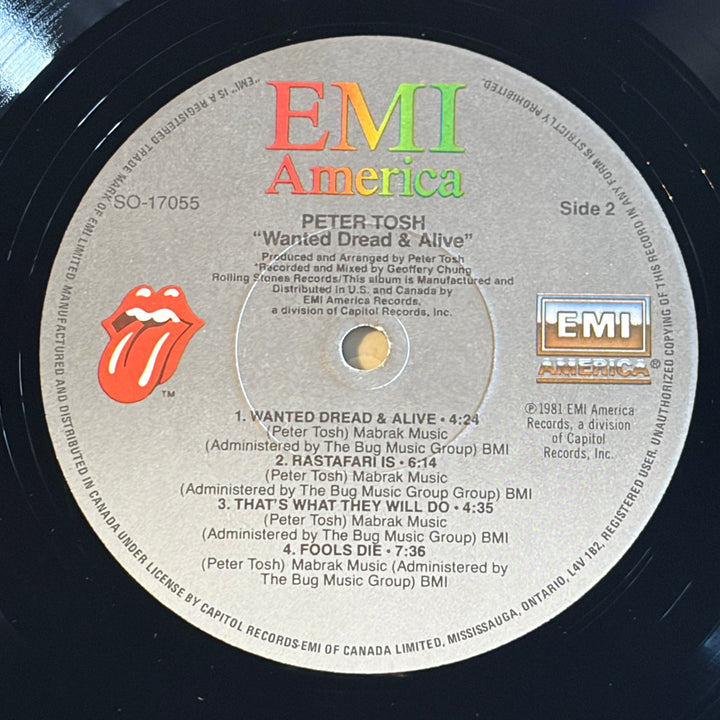 EMI
America
SO-17055
PETER TOSH
Side 2
"Wanted Dread & Alive"
Produced and Arranged by Peter Tosh
*Recorded and Mixed by Geoffery Chung
Rolling Stones Records/This album is Manufactured and
Distributed in U.S. and Canada by
EMI America Records,
a division of Capitol Records, Inc.
TM
EMI
AMERICA®
℗1981 EMI America
Records, a division
of Capitol
Records, Inc.
1. WANTED DREAD & ALIVE • 4:24
(Peter Tosh) Mabrak Music
(Administered by The Bug Music Group) BMI
2. RASTAFARI IS • 6:14
(Peter Tosh) Mabrak Music
(Administered by The Bug Music Group Group) BMI
3. THAT'S WHAT THEY WILL DO • 4:35
(Peter Tosh) Mabrak Music
(Administered by The Bug Music Group) BMI
4. FOOLS DIE • 7:36
(Peter Tosh) Mabrak Music (Administered by
The Bug Music Group) BMI
MANUFACTURED AND DISTRIBUTED IN CANADA UNDER LICENSE BY CAPITOL RECORDS-EMI OF CANADA LIMITED, MISSISSAUGA, ONTARIO, L4V 1B2, REGISTERED USER. UNAUTHORIZED COPYING OF THIS RECORD IN ANY FORM IS STRICTLY PROHIBITED.
"EMI" IS A REGISTERED TRADE MARK OF EMI LIMITED